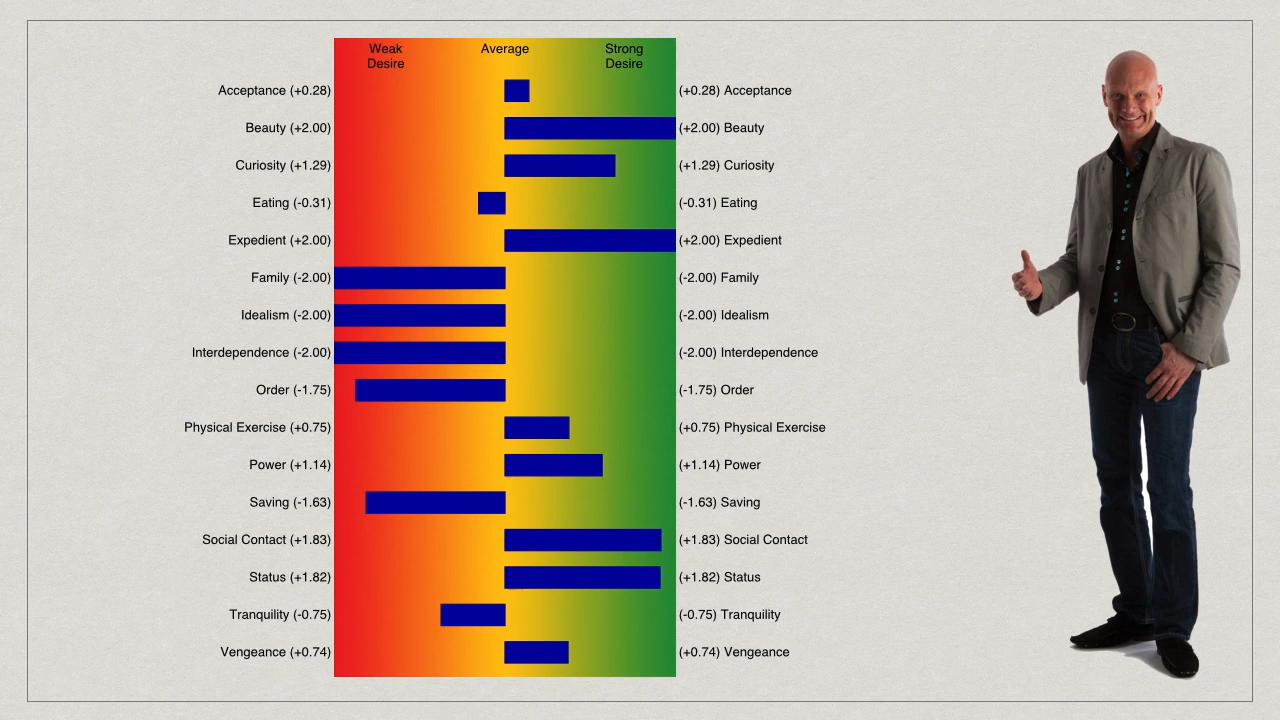 Weak
Desire
Average
Strong
Desire
Acceptance (+0.28) (+0.28) Acceptance
Beauty (+2.00) (+2.00) Beauty
Curiosity (+1.29) (+1.29) Curiosity
Eating (-0.31) (-0.31) Eating
Expedient (+2.00) (+2.00) Expedient
Family (-2.00) (-2.00) Family
Idealism (-2.00) (-2.00) Idealism
Interdependence (-2.00) (-2.00) Interdependence
Order (-1.75) (-1.75) Order
Physical Exercise (+0.75) (+0.75) Physical Exercise
Power (+1.14) (+1.14) Power
Saving (-1.63) (-1.63) Saving
Social Contact (+1.83) (+1.83) Social Contact
Status (+1.82) (+1.82) Status
Tranquility (-0.75) (-0.75) Tranquility
Vengeance (+0.74) (+0.74) Vengeance